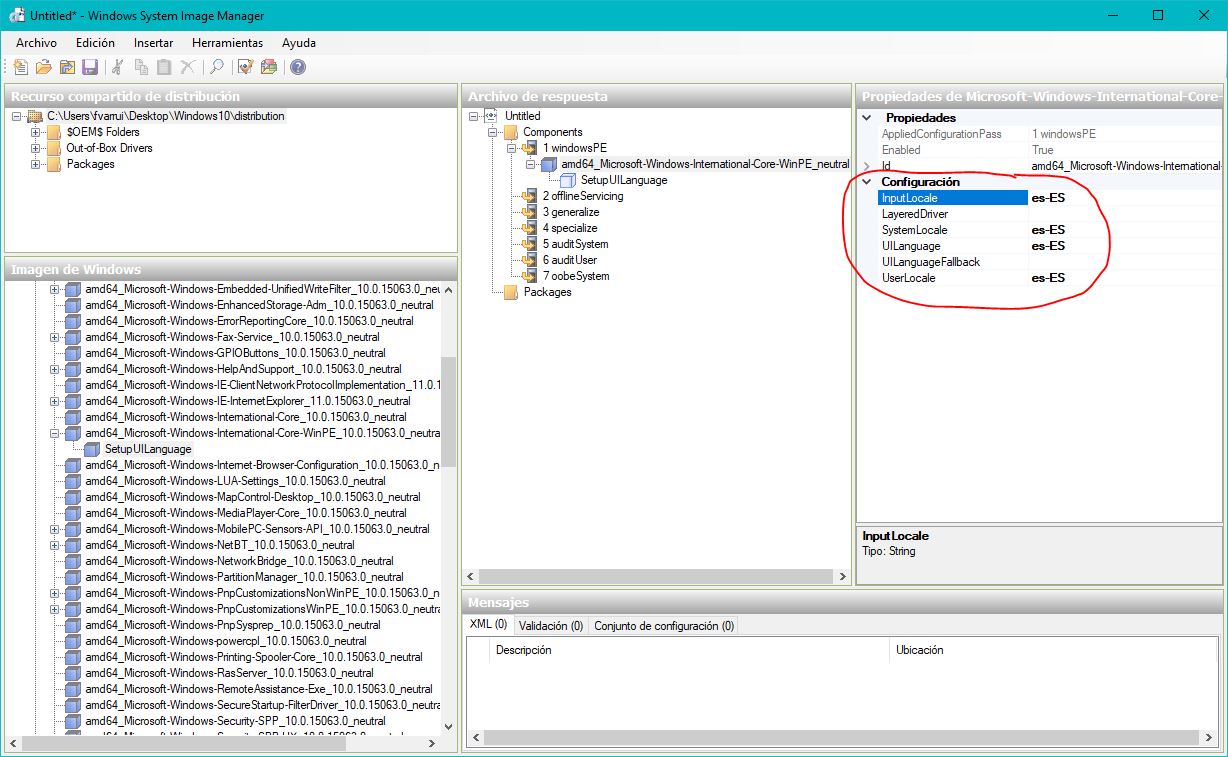 Untitled* - Windows System Image Manager
Archivo Edición Insertar Herramientas Ayuda
Recurso compartido de distribución
C:\Users\fvarrui\Desktop\Windows10\distribution
$OEM$ Folders
Out-of-Box Drivers
Packages
Imagen de Windows
amd64_Microsoft-Windows-Embedded-UnifiedWriteFilter_10.0.15063.0_neu
amd64_Microsoft-Windows-EnhancedStorage-Adm_10.0.15063.0_neutral
amd64_Microsoft-Windows-ErrorReportingCore_10.0.15063.0_neutral
amd64_Microsoft-Windows-Fax-Service_10.0.15063.0_neutral
amd64_Microsoft-Windows-GPIOButtons_10.0.15063.0_neutral
amd64_Microsoft-Windows-HelpAndSupport_10.0.15063.0_neutral
amd64_Microsoft-Windows-IE-ClientNetworkProtocolImplementation_11.0.1
amd64_Microsoft-Windows-IE-InternetExplorer_11.0.15063.0_neutral
amd64_Microsoft-Windows-International-Core_10.0.15063.0_neutral
amd64_Microsoft-Windows-International-Core-WinPE_10.0.15063.0_neutra
SetupUILanguage
amd64_Microsoft-Windows-Internet-Browser-Configuration_10.0.15063.0_n
amd64_Microsoft-Windows-LUA-Settings_10.0.15063.0_neutral
amd64_Microsoft-Windows-MapControl-Desktop_10.0.15063.0_neutral
amd64_Microsoft-Windows-MediaPlayer-Core_10.0.15063.0_neutral
amd64_Microsoft-Windows-MobilePC-Sensors-API_10.0.15063.0_neutral
amd64_Microsoft-Windows-NetBT_10.0.15063.0_neutral
amd64_Microsoft-Windows-NetworkBridge_10.0.15063.0_neutral
amd64_Microsoft-Windows-PartitionManager_10.0.15063.0_neutral
amd64_Microsoft-Windows-PnpCustomizationsNonWinPE_10.0.15063.0_neutral
amd64_Microsoft-Windows-PnpCustomizationsWinPE_10.0.15063.0_neutra
amd64_Microsoft-Windows-PnpSysprep_10.0.15063.0_neutral
amd64_Microsoft-Windows-powercpl_10.0.15063.0_neutral
amd64_Microsoft-Windows-Printing-Spooler-Core_10.0.15063.0_neutral
amd64_Microsoft-Windows-RasServer_10.0.15063.0_neutral
amd64_Microsoft-Windows-RemoteAssistance-Exe_10.0.15063.0_neutral
amd64_Microsoft-Windows-SecureStartup-FilterDriver_10.0.15063.0_neutra
amd64_Microsoft-Windows-Security-SPP_10.0.15063.0_neutral
Archivo de respuesta
Untitled
Components
1 windowsPE
amd64_Microsoft-Windows-International-Core-WinPE_neutral
SetupUILanguage
2 offlineServicing
3 generalize
4 specialize
5 auditSystem
6 auditUser
7 oobeSystem
Packages
Propiedades de Microsoft-Windows-International-Core-
Propiedades
AppliedConfigurationPass 1 windowsPE
Enabled True
Id amd64_Microsoft-Windows-International-
Configuración
InputLocale es-ES
LayeredDriver
SystemLocale es-ES
UILanguage es-ES
UILanguageFallback
UserLocale es-ES
InputLocale
Tipo: String
Mensajes
XML (0) Validación (0) Conjunto de configuración (0)
Descripción Ubicación